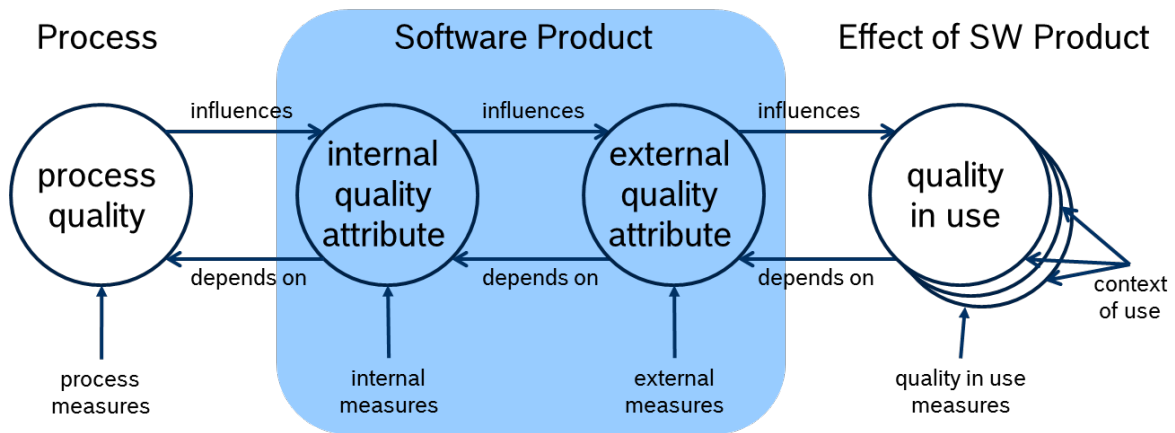 Process
Software Product
Effect of SW Product
influences
influences
influences
process
quality
internal
quality
attribute
external
quality
attribute
quality
in use
depends on
depends on
depends on
context
of use
process
measures
internal
measures
external
measures
quality in use
measures